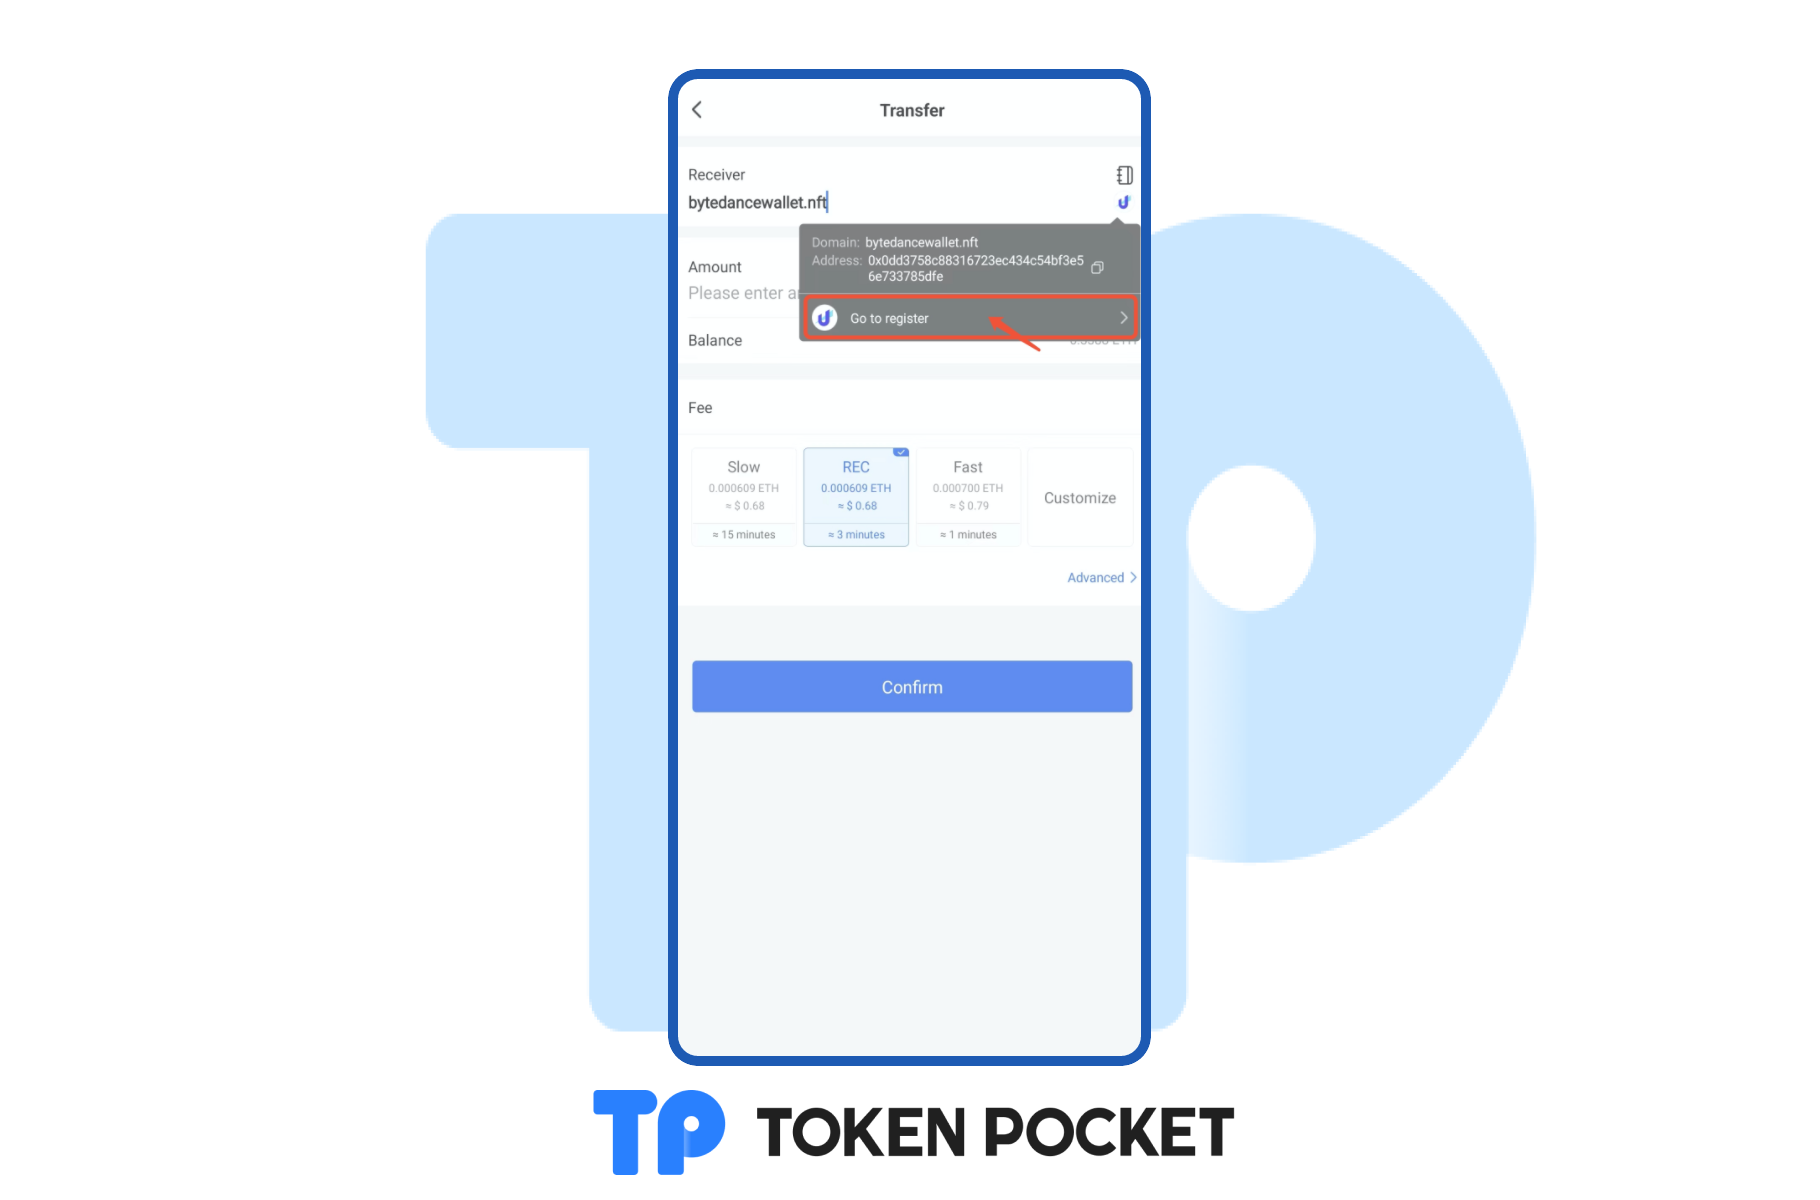 Transfer
Receiver
bytedancewallet.nft
Domain: bytedancewallet.nft
Address: 0x0dd3758c88316723ec434c54bf3e5
6e733785dfe
Amount
Please enter
Go to register
Balance
Fee
Slow
0.000609 ETH
≈ $ 0.68
≈ 15 minutes
REC
0.000609 ETH
≈ $ 0.68
≈ 3 minutes
Fast
0.000700 ETH
≈ $ 0.79
≈ 1 minutes
Customize
Advanced
Confirm
TP TOKEN POCKET